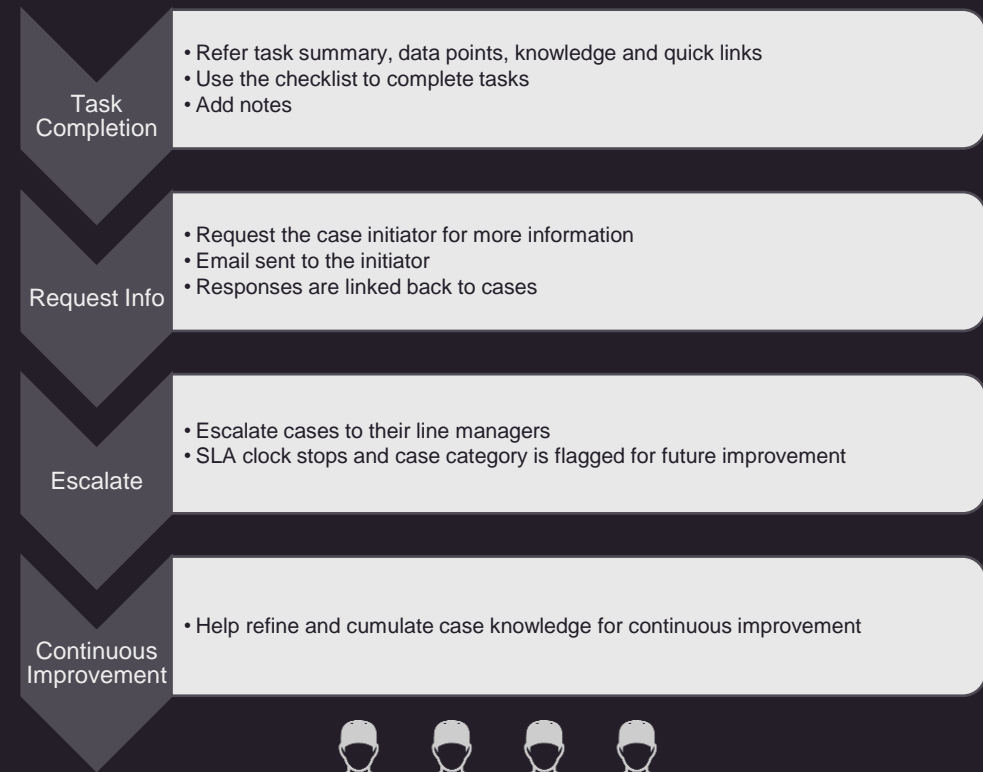 Task
Completion
• Refer task summary, data points, knowledge and quick links
• Use the checklist to complete tasks
• Add notes
Request Info
• Request the case initiator for more information
• Email sent to the initiator
• Responses are linked back to cases
Escalate
• Escalate cases to their line managers
• SLA clock stops and case category is flagged for future improvement
Continuous
Improvement
• Help refine and cumulate case knowledge for continuous improvement